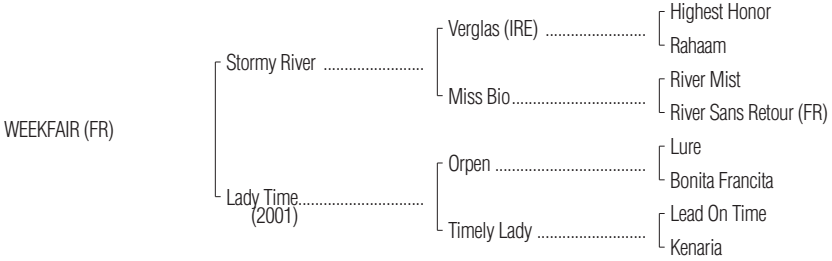 Highest Honor
Verglas (IRE) ........................
Rahaam
Stormy River ........................
River Mist
Miss Bio................................
River Sans Retour (FR)
WEEKFAIR (FR)
Lure
Orpen ....................................
Bonita Francita
Lady Time..............................
(2001)
Lead On Time
Timely Lady ..........................
Kenaria